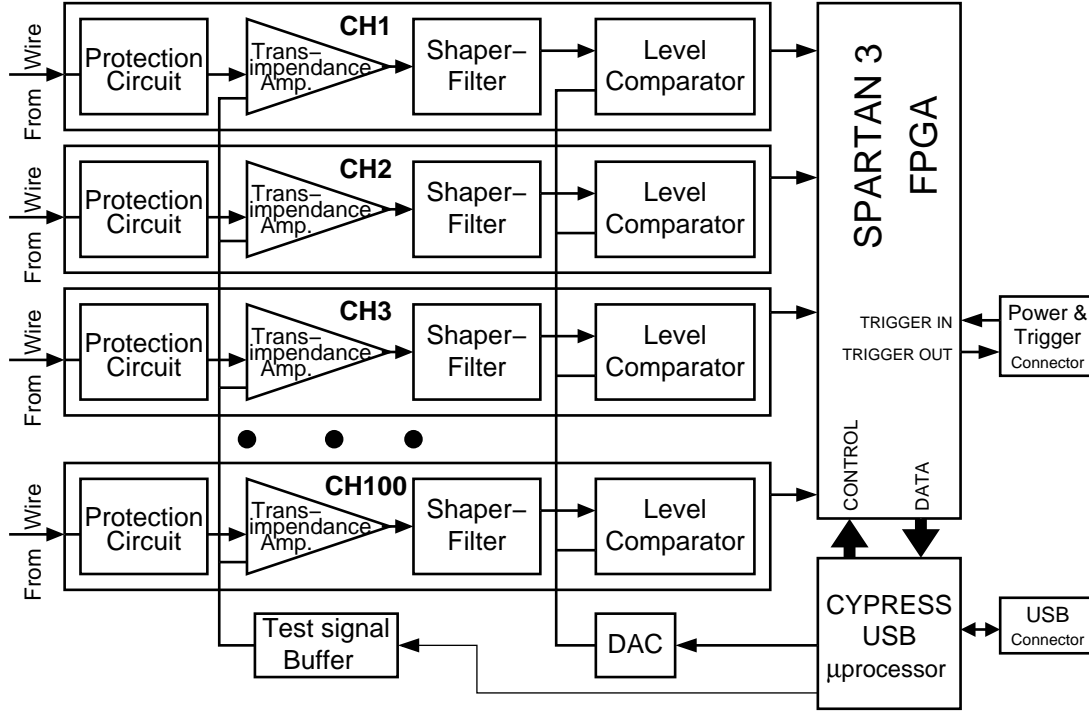 From Wire
Protection
Circuit
CH1
Trans–
impendance
Amp.
Shaper–
Filter
Level
Comparator
From Wire
Protection
Circuit
CH2
Trans–
impendance
Amp.
Shaper–
Filter
Level
Comparator
From Wire
Protection
Circuit
CH3
Trans–
impendance
Amp.
Shaper–
Filter
Level
Comparator
From Wire
Protection
Circuit
CH100
Trans–
impendance
Amp.
Shaper–
Filter
Level
Comparator
SPARTAN 3
FPGA
TRIGGER IN
TRIGGER OUT
CONTROL
DATA
Power &
Trigger
Connector
Test signal
Buffer
DAC
CYPRESS
USB
μprocessor
USB
Connector